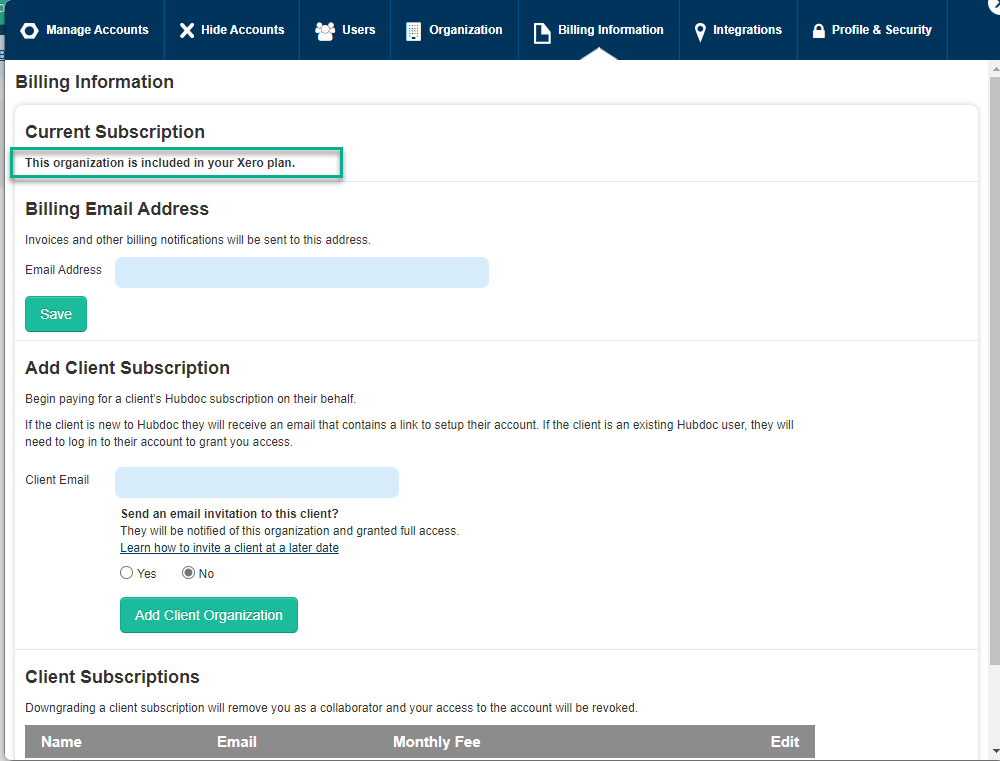 Manage Accounts
Hide Accounts
Users
Organization
Billing Information
Integrations
Profile & Security
Billing Information
Current Subscription
This organization is included in your Xero plan.
Billing Email Address
Invoices and other billing notifications will be sent to this address.
Email Address
Save
Add Client Subscription
Begin paying for a client's Hubdoc subscription on their behalf.
If the client is new to Hubdoc they will receive an email that contains a link to setup their account. If the client is an existing Hubdoc user, they will
need to log in to their account to grant you access.
Client Email
Send an email invitation to this client?
They will be notified of this organization and granted full access.
Learn how to invite a client at a later date
Yes
No
Add Client Organization
Client Subscriptions
Downgrading a client subscription will remove you as a collaborator and your access to the account will be revoked.
Name
Email
Monthly Fee
Edit